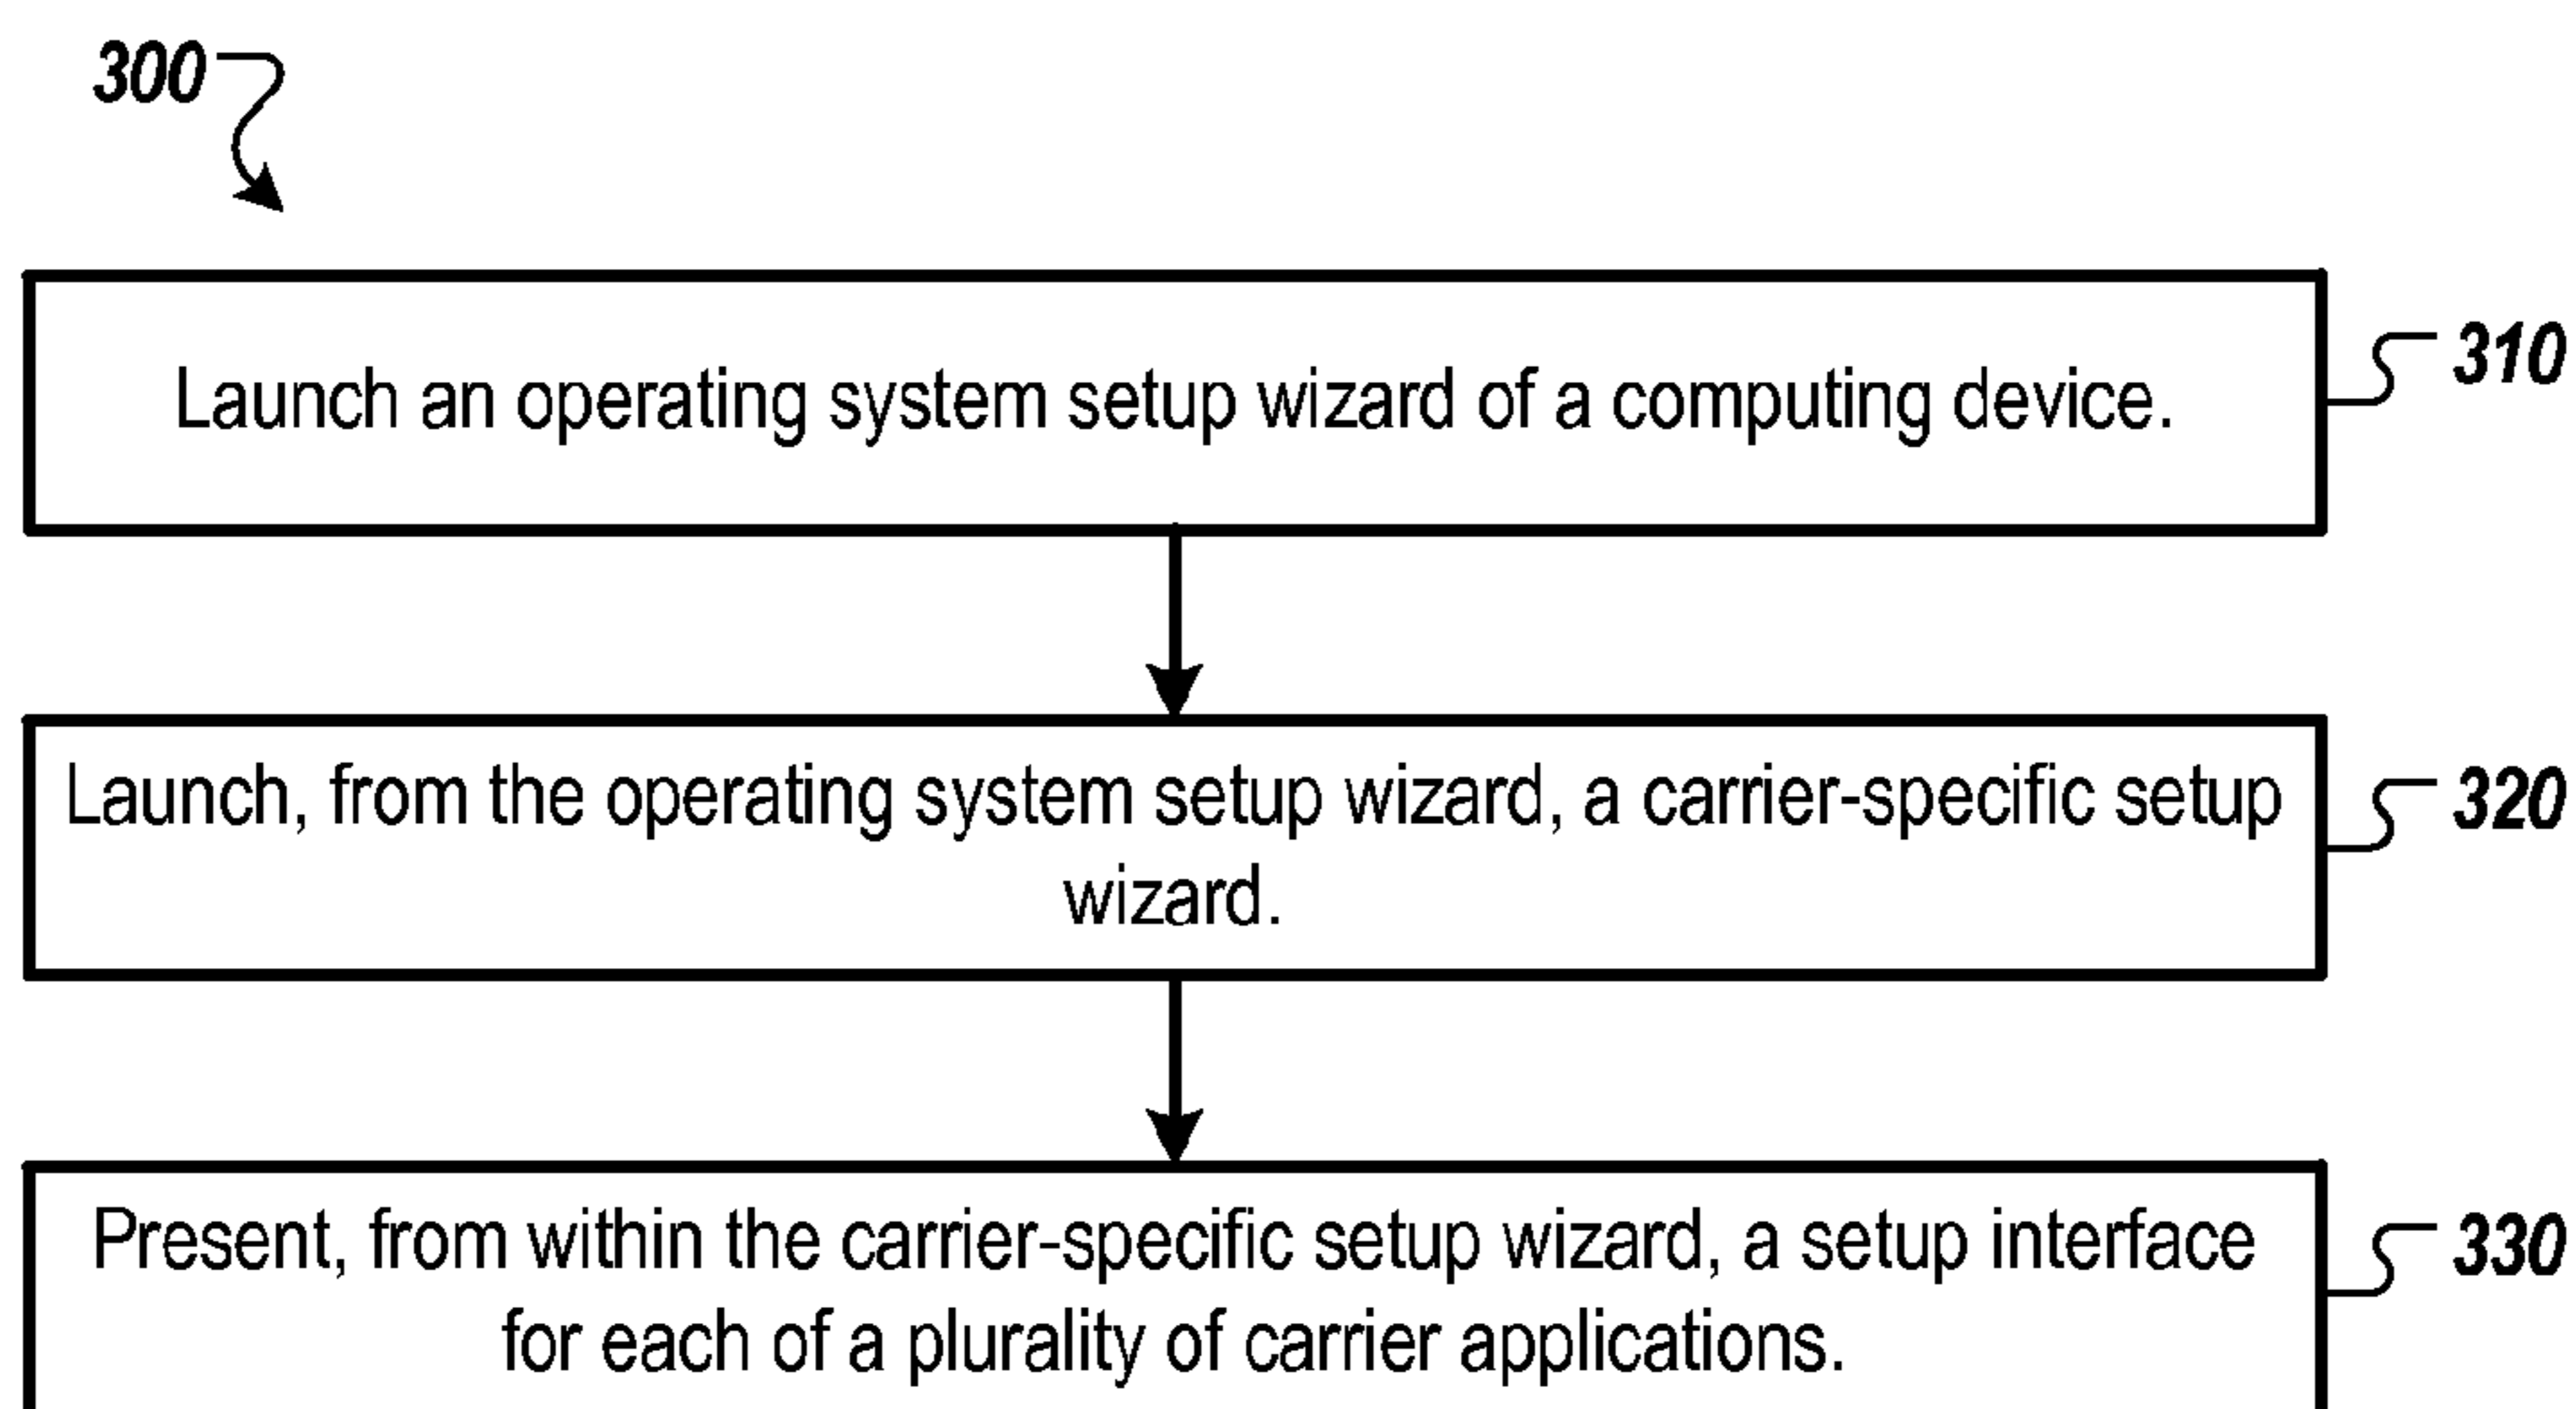 300
Launch an operating system setup wizard of a computing device.
310
Launch, from the operating system setup wizard, a carrier-specific setup
wizard.
320
Present, from within the carrier-specific setup wizard, a setup interface
for each of a plurality of carrier applications.
330